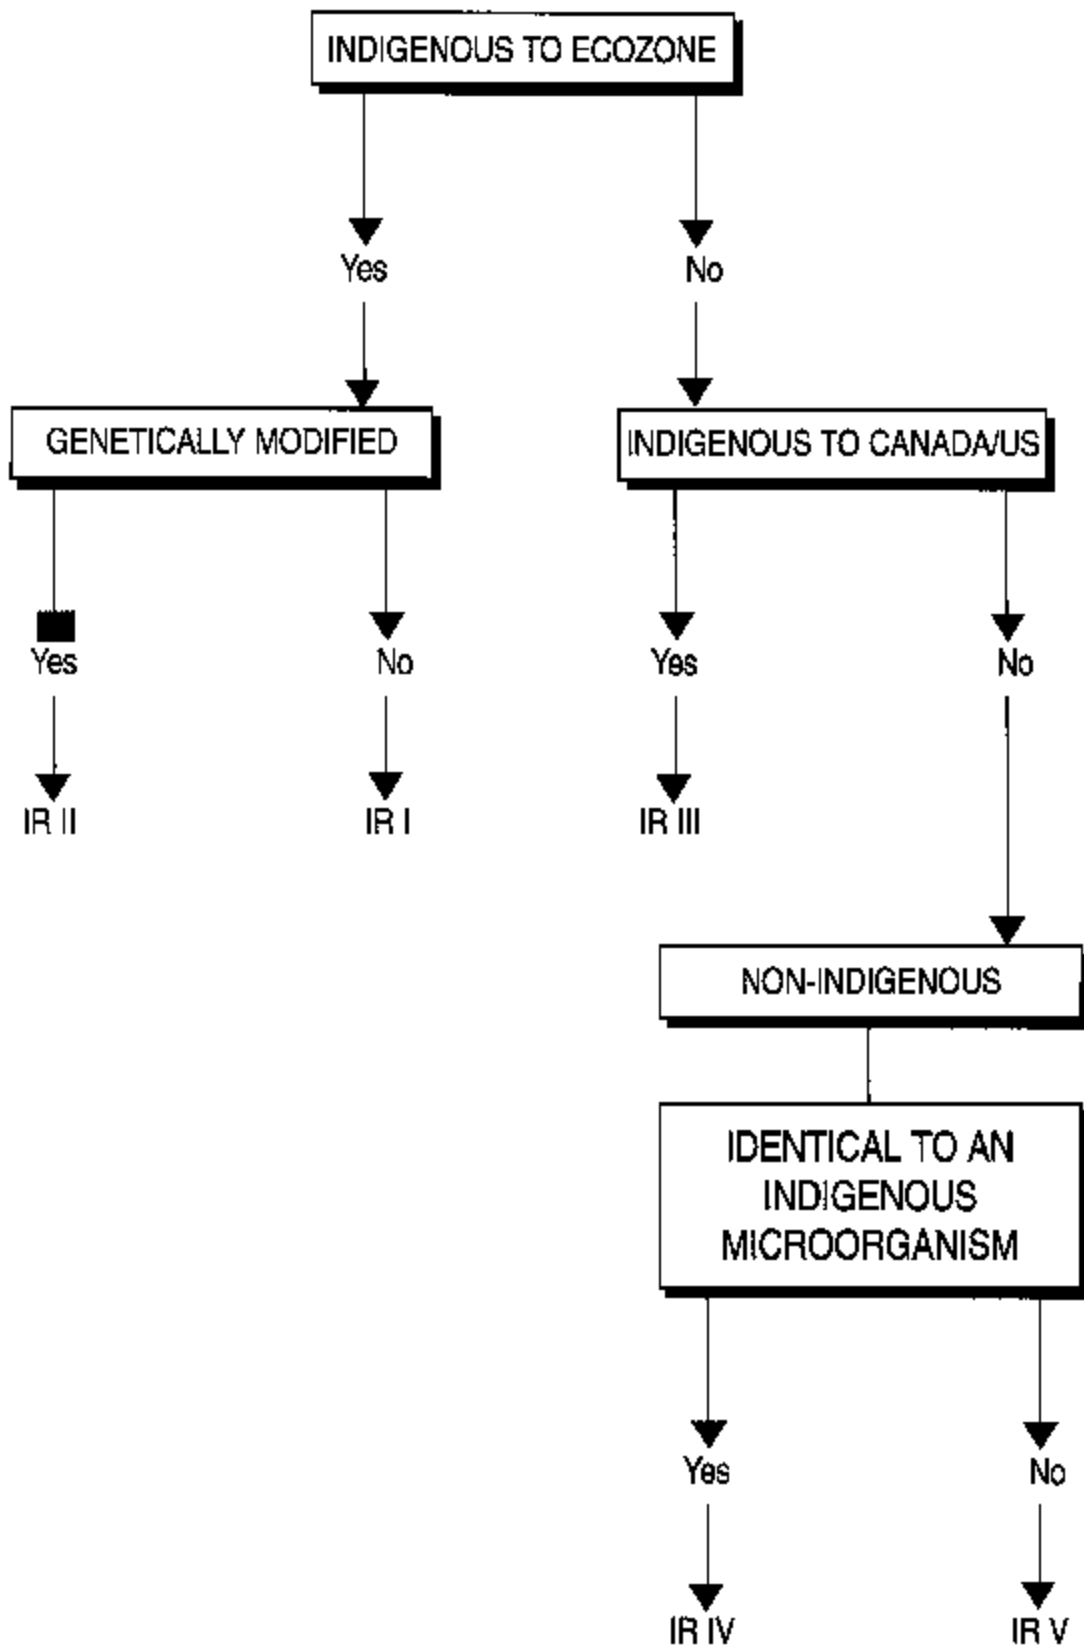 INDIGENOUS TO ECOZONE
Yes
No
GENETICALLY MODIFIED
INDIGENOUS TO CANADA/US
Yes
No
Yes
No
IR II
IR I
IR III
NON-INDIGENOUS
IDENTICAL TO AN
INDIGENOUS
MICROORGANISM
Yes
No
IR IV
IR V